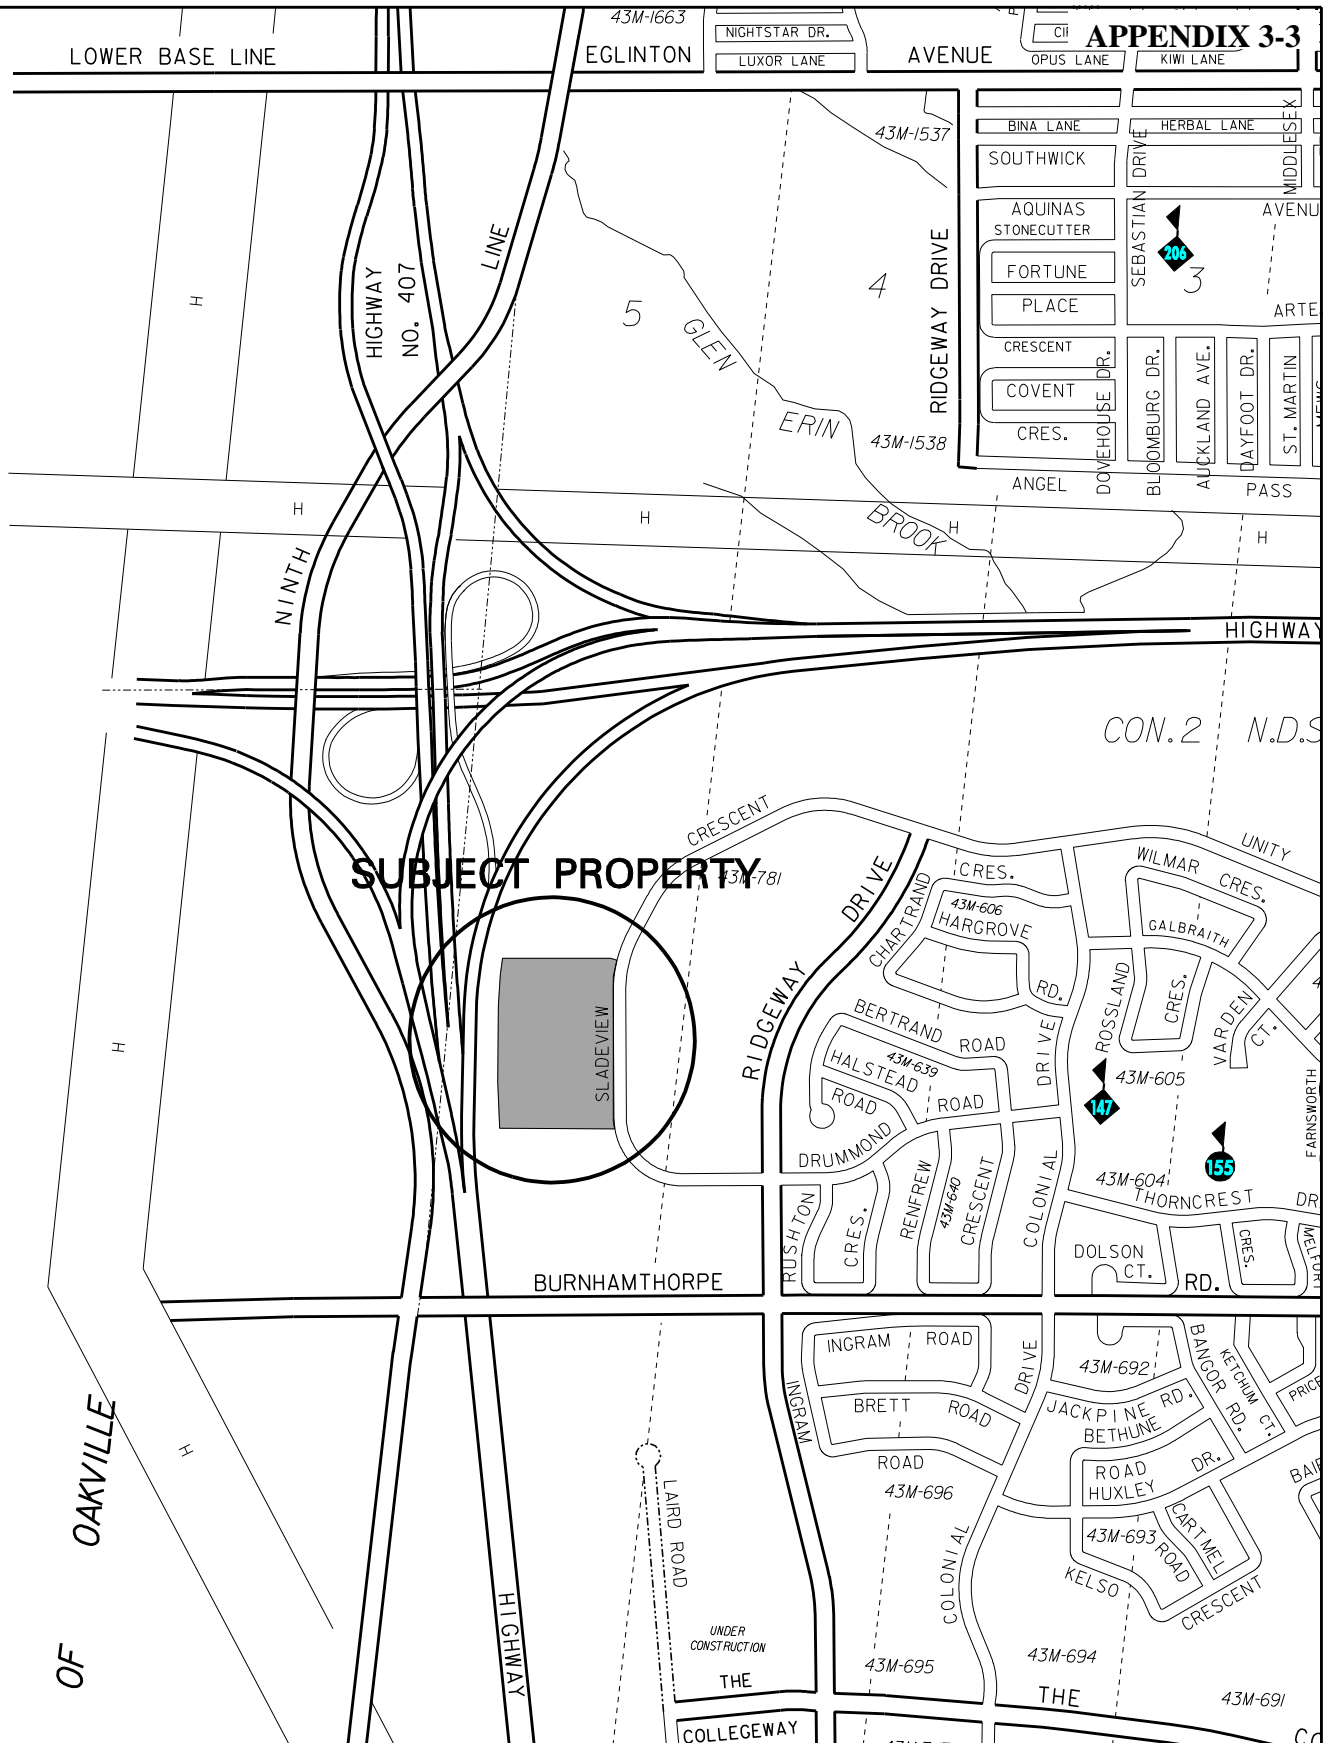 43M-1663
NIGHTSTAR DR.
APPENDIX 3-3
LOWER BASE LINE
EGLINTON
LUXOR LANE
AVENUE
OPUS LANE
KIWI LANE
43M-1537
BINA LANE
HERBAL LANE
MIDDLESEX
SOUTHWICK
SEBASTIAN DRIVE
AQUINAS
STONECUTTER
AVENU
206
3
LINE
HIGHWAY
NO. 407
RIDGEWAY DRIVE
FORTUNE
H
4
5
GLEN
PLACE
ARTE
CRESCENT
COVENT
DOVEHOUSE DR.
BLOOMBURG DR.
AUCKLAND AVE.
DAYFOOT DR.
ST. MARTIN
ERIN
43M-1538
CRES.
ANGEL
PASS
H
H
BROOK
H
H
NINTH
HIGHWAY
CON. 2
N.D.S
CRESCENT
UNITY
SUBJECT PROPERTY
43M-781
DRIVE
CHARTRAND
CRES.
WILMAR
CRES.
43M-606
HARGROVE
GALBRAITH
RIDGEWAY
RD.
ROSSLAND
CRES.
VARDEN
CT.
BERTRAND
ROAD
DRIVE
SLADEVIEW
H
43M-639
HALSTEAD
ROAD
ROAD
43M-605
147
FARNSWORTH
155
DRUMMOND
RENFREW
43M-640
CRESCENT
COLONIAL
43M-604
THORNCREST
DR
RUSHTON
CRES.
DOLSON
CT.
CRES.
MELFOR
BURNHAMTHORPE
RD.
INGRAM
ROAD
DRIVE
43M-692
BANGOR RD.
KETCHUM CT.
PRICE
INGRAM
BRETT
ROAD
JACKPINE
RD.
BETHUNE
OAKVILLE
H
ROAD
ROAD
DR.
BAI
HUXLEY
43M-696
LAIRD ROAD
COLONIAL
43M-693
CARTMEL
ROAD
KELSO
CRESCENT
HIGHWAY
UNDER
CONSTRUCTION
OF
43M-695
43M-694
THE
THE
43M-691
COLLEGEWAY